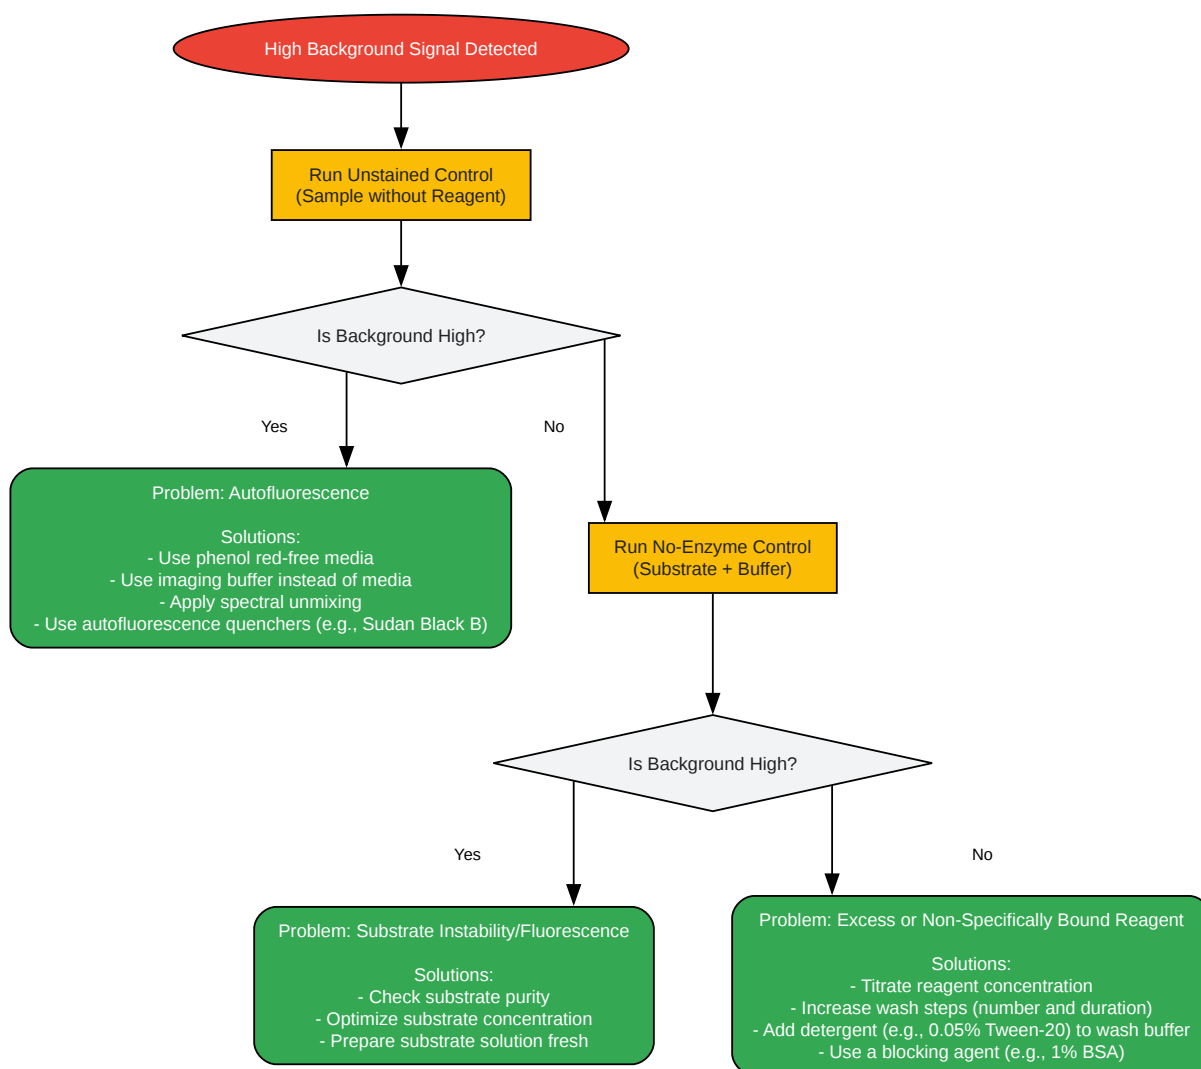 High Background Signal Detected
Run Unstained Control
(Sample without Reagent)
Is Background High?
Yes
No
Problem: Autofluorescence
Solutions:
- Use phenol red-free media
- Use imaging buffer instead of media
- Apply spectral unmixing
- Use autofluorescence quenchers (e.g., Sudan Black B)
Run No-Enzyme Control
(Substrate + Buffer)
Is Background High?
Yes
No
Problem: Substrate Instability/Fluorescence
Solutions:
- Check substrate purity
- Optimize substrate concentration
- Prepare substrate solution fresh
Problem: Excess or Non-Specifically Bound Reagent
Solutions:
- Titrate reagent concentration
- Increase wash steps (number and duration)
- Add detergent (e.g., 0.05% Tween-20) to wash buffer
- Use a blocking agent (e.g., 1% BSA)